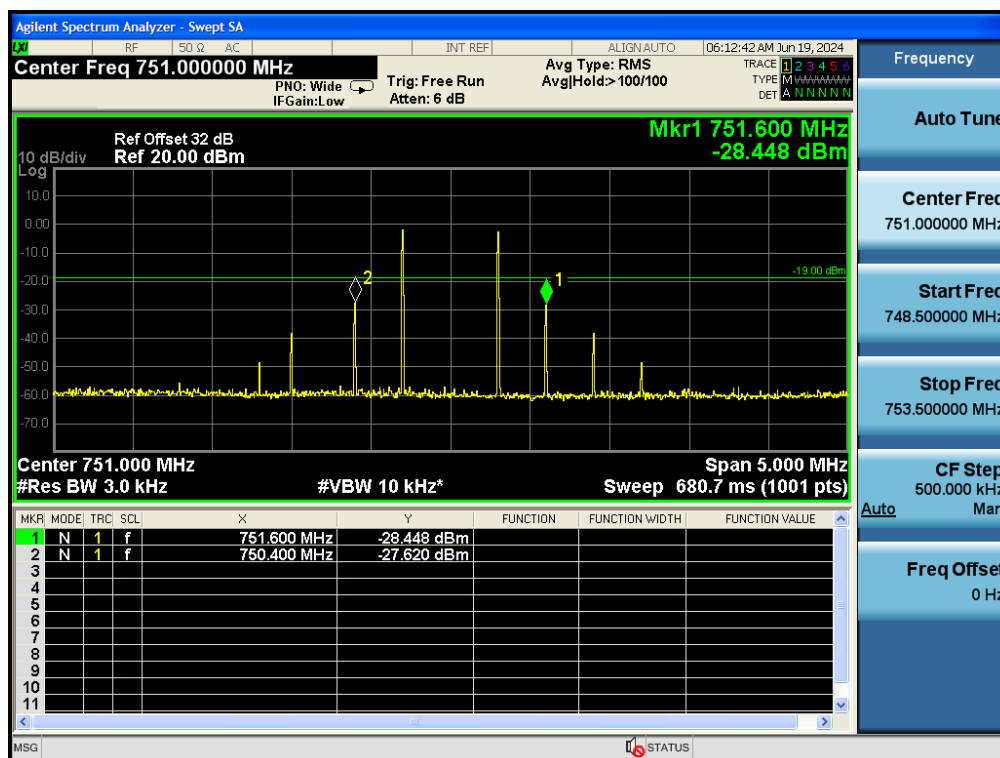 Agilent Spectrum Analyzer - Swept SA
LXI RF 50 Ω AC INT REF ALIGN AUTO 06:12:42 AM Jun 19, 2024
Center Freq 751.000000 MHz
PNO: Wide
IFGain:Low
Trig: Free Run
Atten: 6 dB
Avg Type: RMS
Avg|Hold:>100/100
TRACE 1 2 3 4 5 6
TYPE M
DET A N N N N N
Mkr1 751.600 MHz
-28.448 dBm
Ref Offset 32 dB
Ref 20.00 dBm
10 dB/div
Log
10.0
0.00
-10.0
-20.0
-30.0
-40.0
-50.0
-60.0
-70.0
2
1
-19.00 dBm
Center 751.000 MHz Span 5.000 MHz
#Res BW 3.0 kHz #VBW 10 kHz* Sweep 680.7 ms (1001 pts)
MKR MODE TRC SCL X Y FUNCTION FUNCTION WIDTH FUNCTION VALUE
1 N 1 f 751.600 MHz -28.448 dBm
2 N 1 f 750.400 MHz -27.620 dBm
3
4
5
6
7
8
9
10
11
MSG STATUS
Frequency
Auto Tune
Center Freq
751.000000 MHz
Start Freq
748.500000 MHz
Stop Freq
753.500000 MHz
CF Step
500.000 kHz
Auto Man
Freq Offset
0 Hz